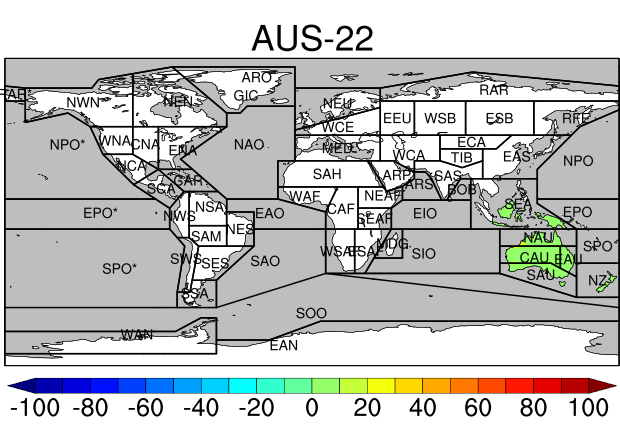 AUS-22
ARO
GIC
RAR
NWN
NEN
NEU
EEU WSB ESB
RFE
WCE
NPO* WNA CNA ENA
NAO
MED
ECA
WCA
TIB
EAS
NPO
NCA
SCA
CAR
SAH
ARP
ARS
SAS
BOB
WAF
CAF
NEAF
SEAF
SEA
EPO*
NWS
NSA
EAO
EIO
EPO
SAM
NES
NAU
SPO*
SWS
SES
SAO
WSAF
ESAF
MDG
SIO
SPO*
CAU EAU
SAU
NZ
SSA
SOO
WAN
EAN
-100 -80 -60 -40 -20 0 20 40 60 80 100